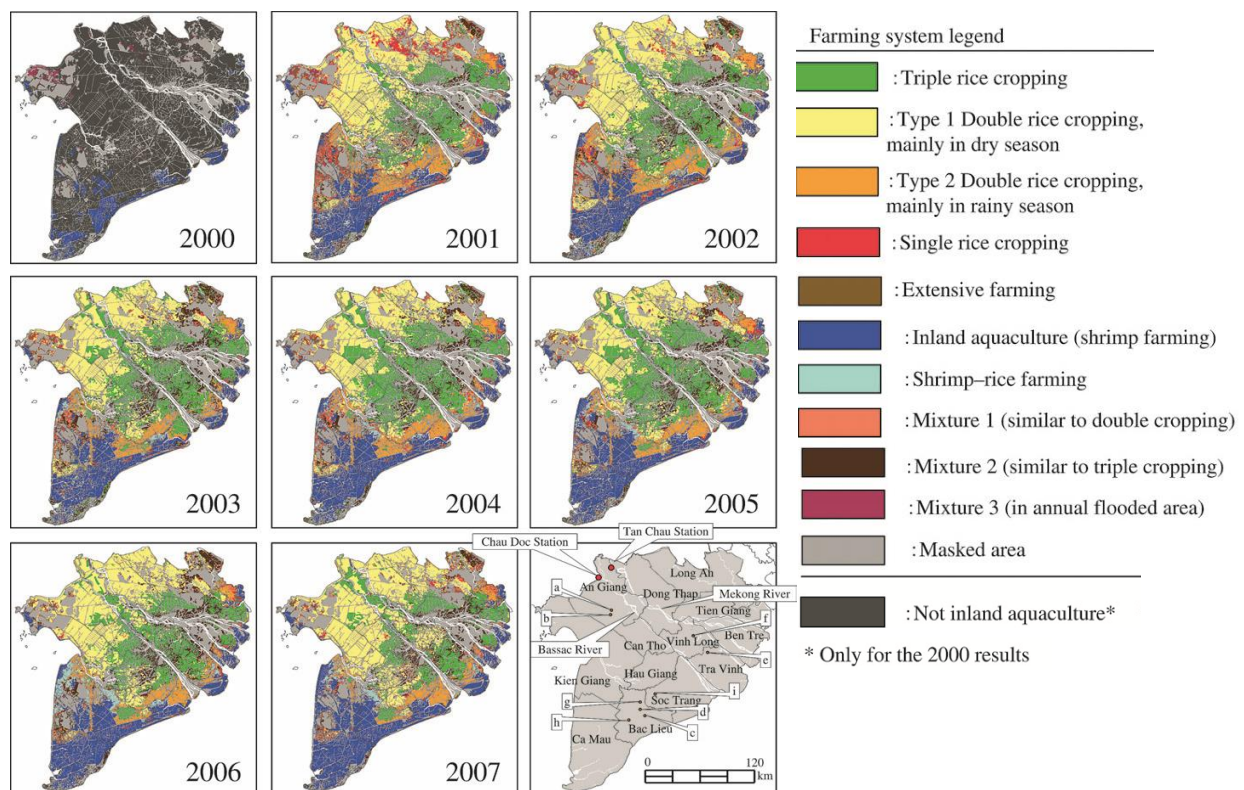 2000
2001
2002
2003
2004
2005
2006
2007
Chau Doc Station
Tan Chau Station
Long Ah
An Giang
Dong Thap
Mekong River
a
b
Tien Giang
f
Bassac River
Can Tho
Vinh Long
Ben Tre
e
Tra Vinh
Hau Giang
Kien Giang
i
g
Soc Trang
d
h
Bac Lieu
c
Ca Mau
0
120
km
Farming system legend
: Triple rice cropping
: Type 1 Double rice cropping,
mainly in dry season
: Type 2 Double rice cropping,
mainly in rainy season
: Single rice cropping
: Extensive farming
: Inland aquaculture (shrimp farming)
: Shrimp–rice farming
: Mixture 1 (similar to double cropping)
: Mixture 2 (similar to triple cropping)
: Mixture 3 (in annual flooded area)
: Masked area
: Not inland aquaculture*
* Only for the 2000 results